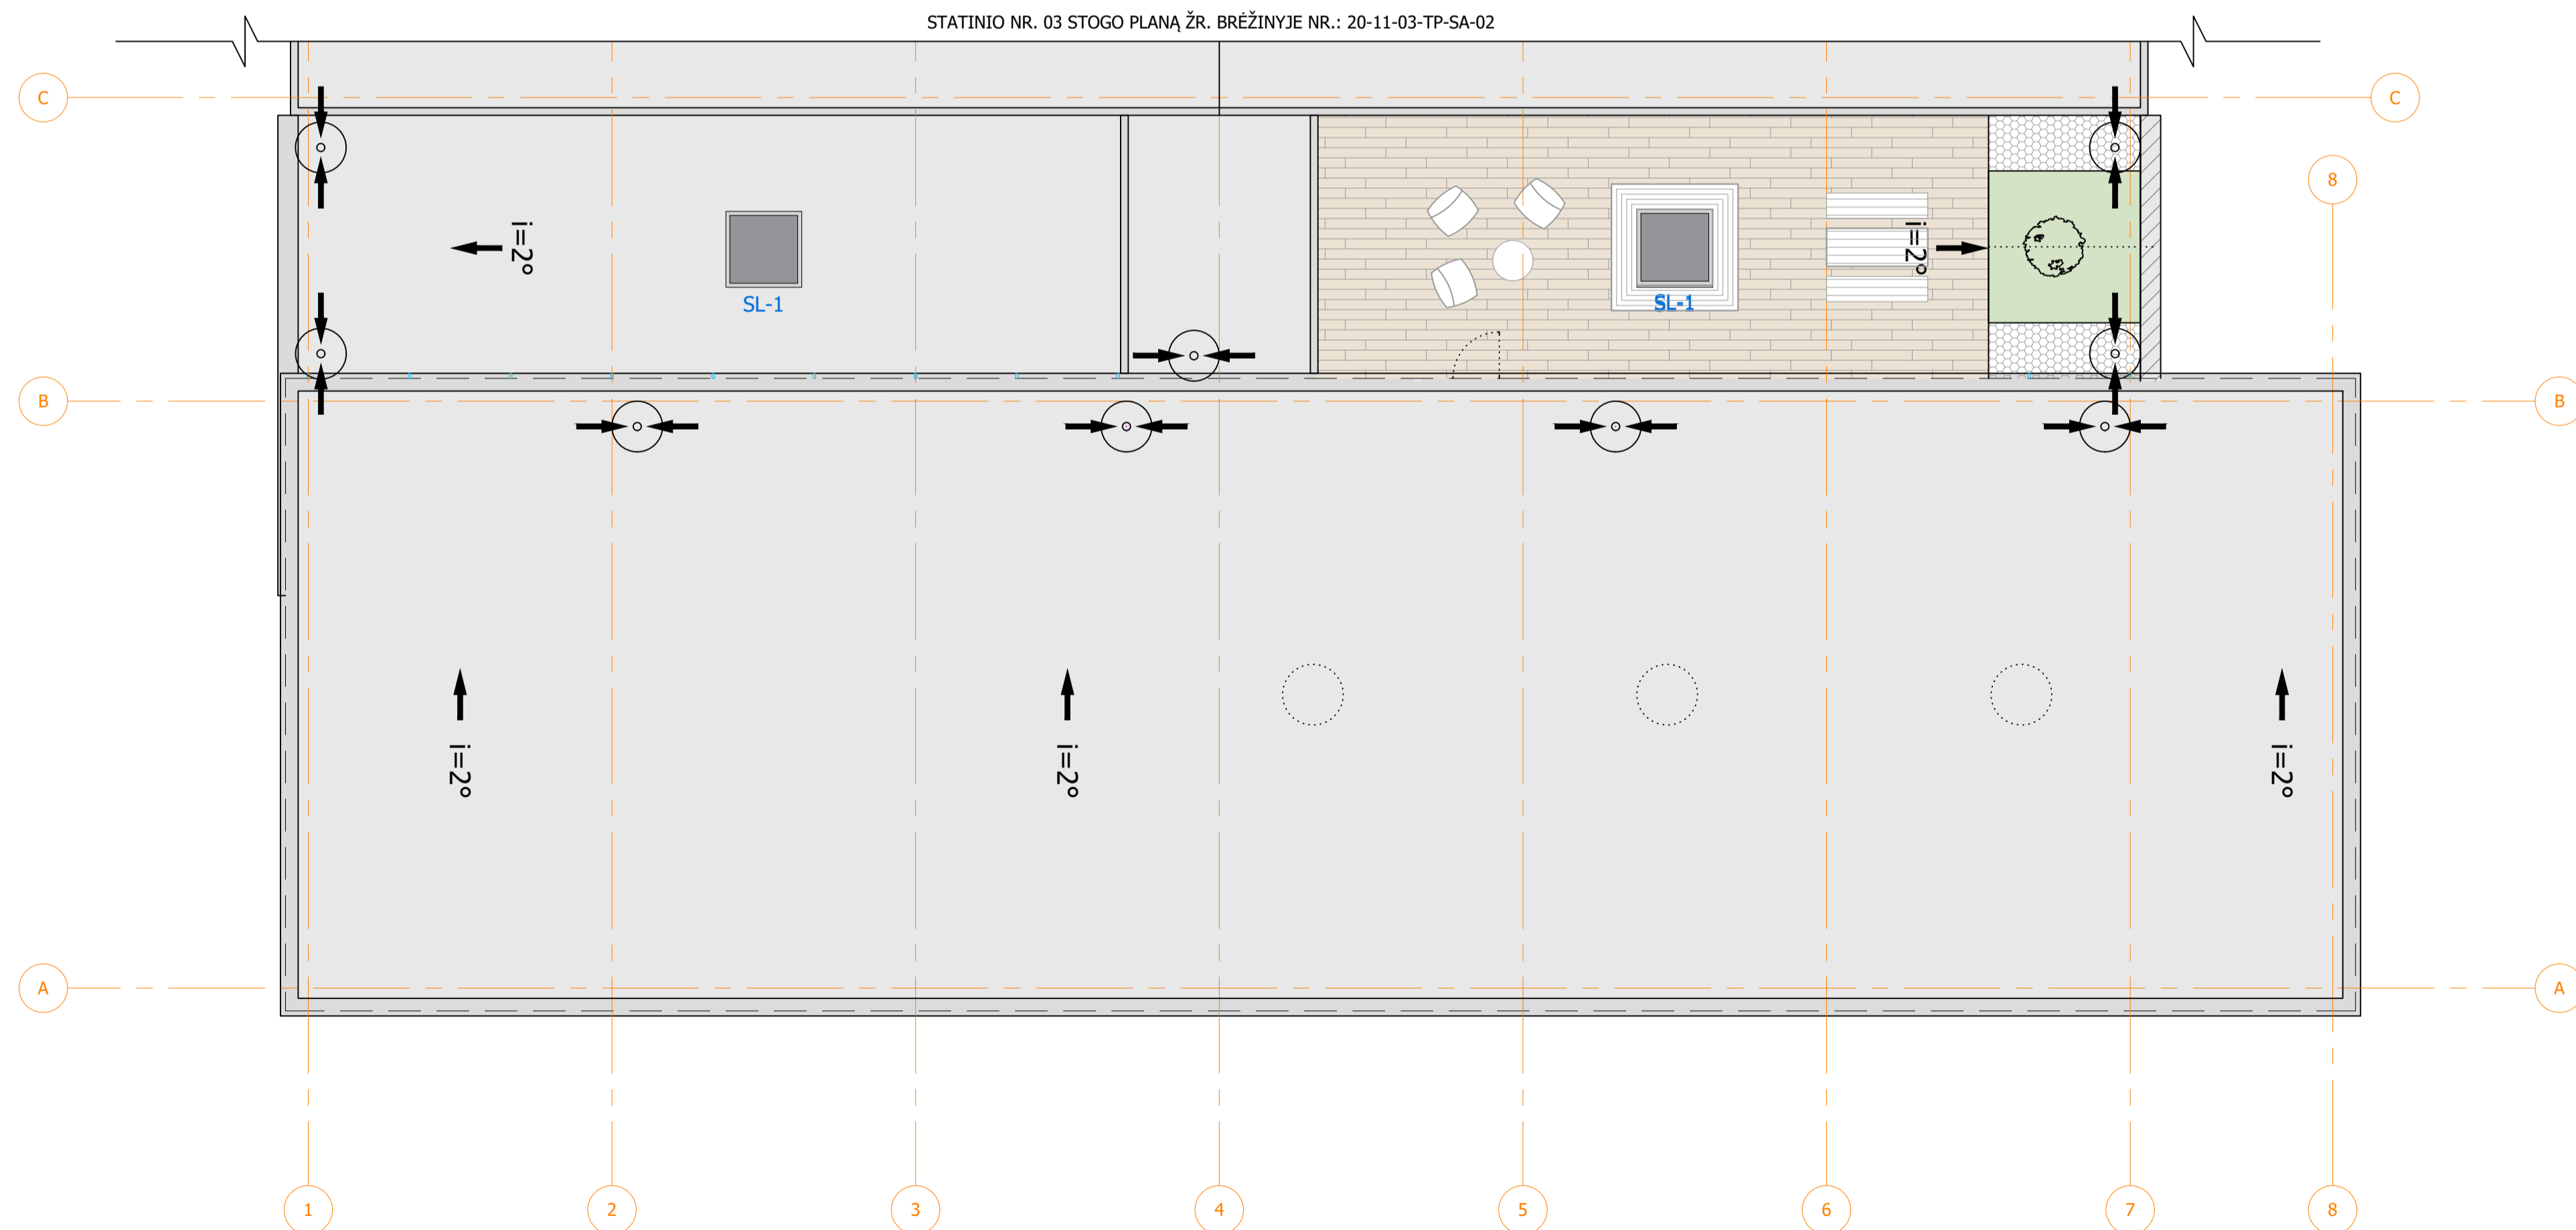 STATINIO NR. 03 STOGO PLANĄ ŽR. BRĖŽINYJE NR.: 20-11-03-TP-SA-02
C
C
8
i=2°
i=2°
SL-1
SL-1
B
B
i=2°
i=2°
i=2°
A
A
1
2
3
4
5
6
7
8